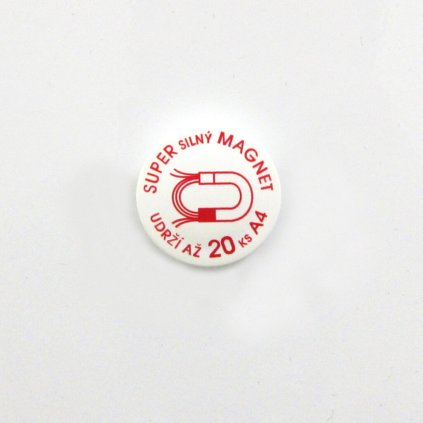 SUPER SILNÝ MAGNET
UDRŽÍ AŽ 20 KS A4